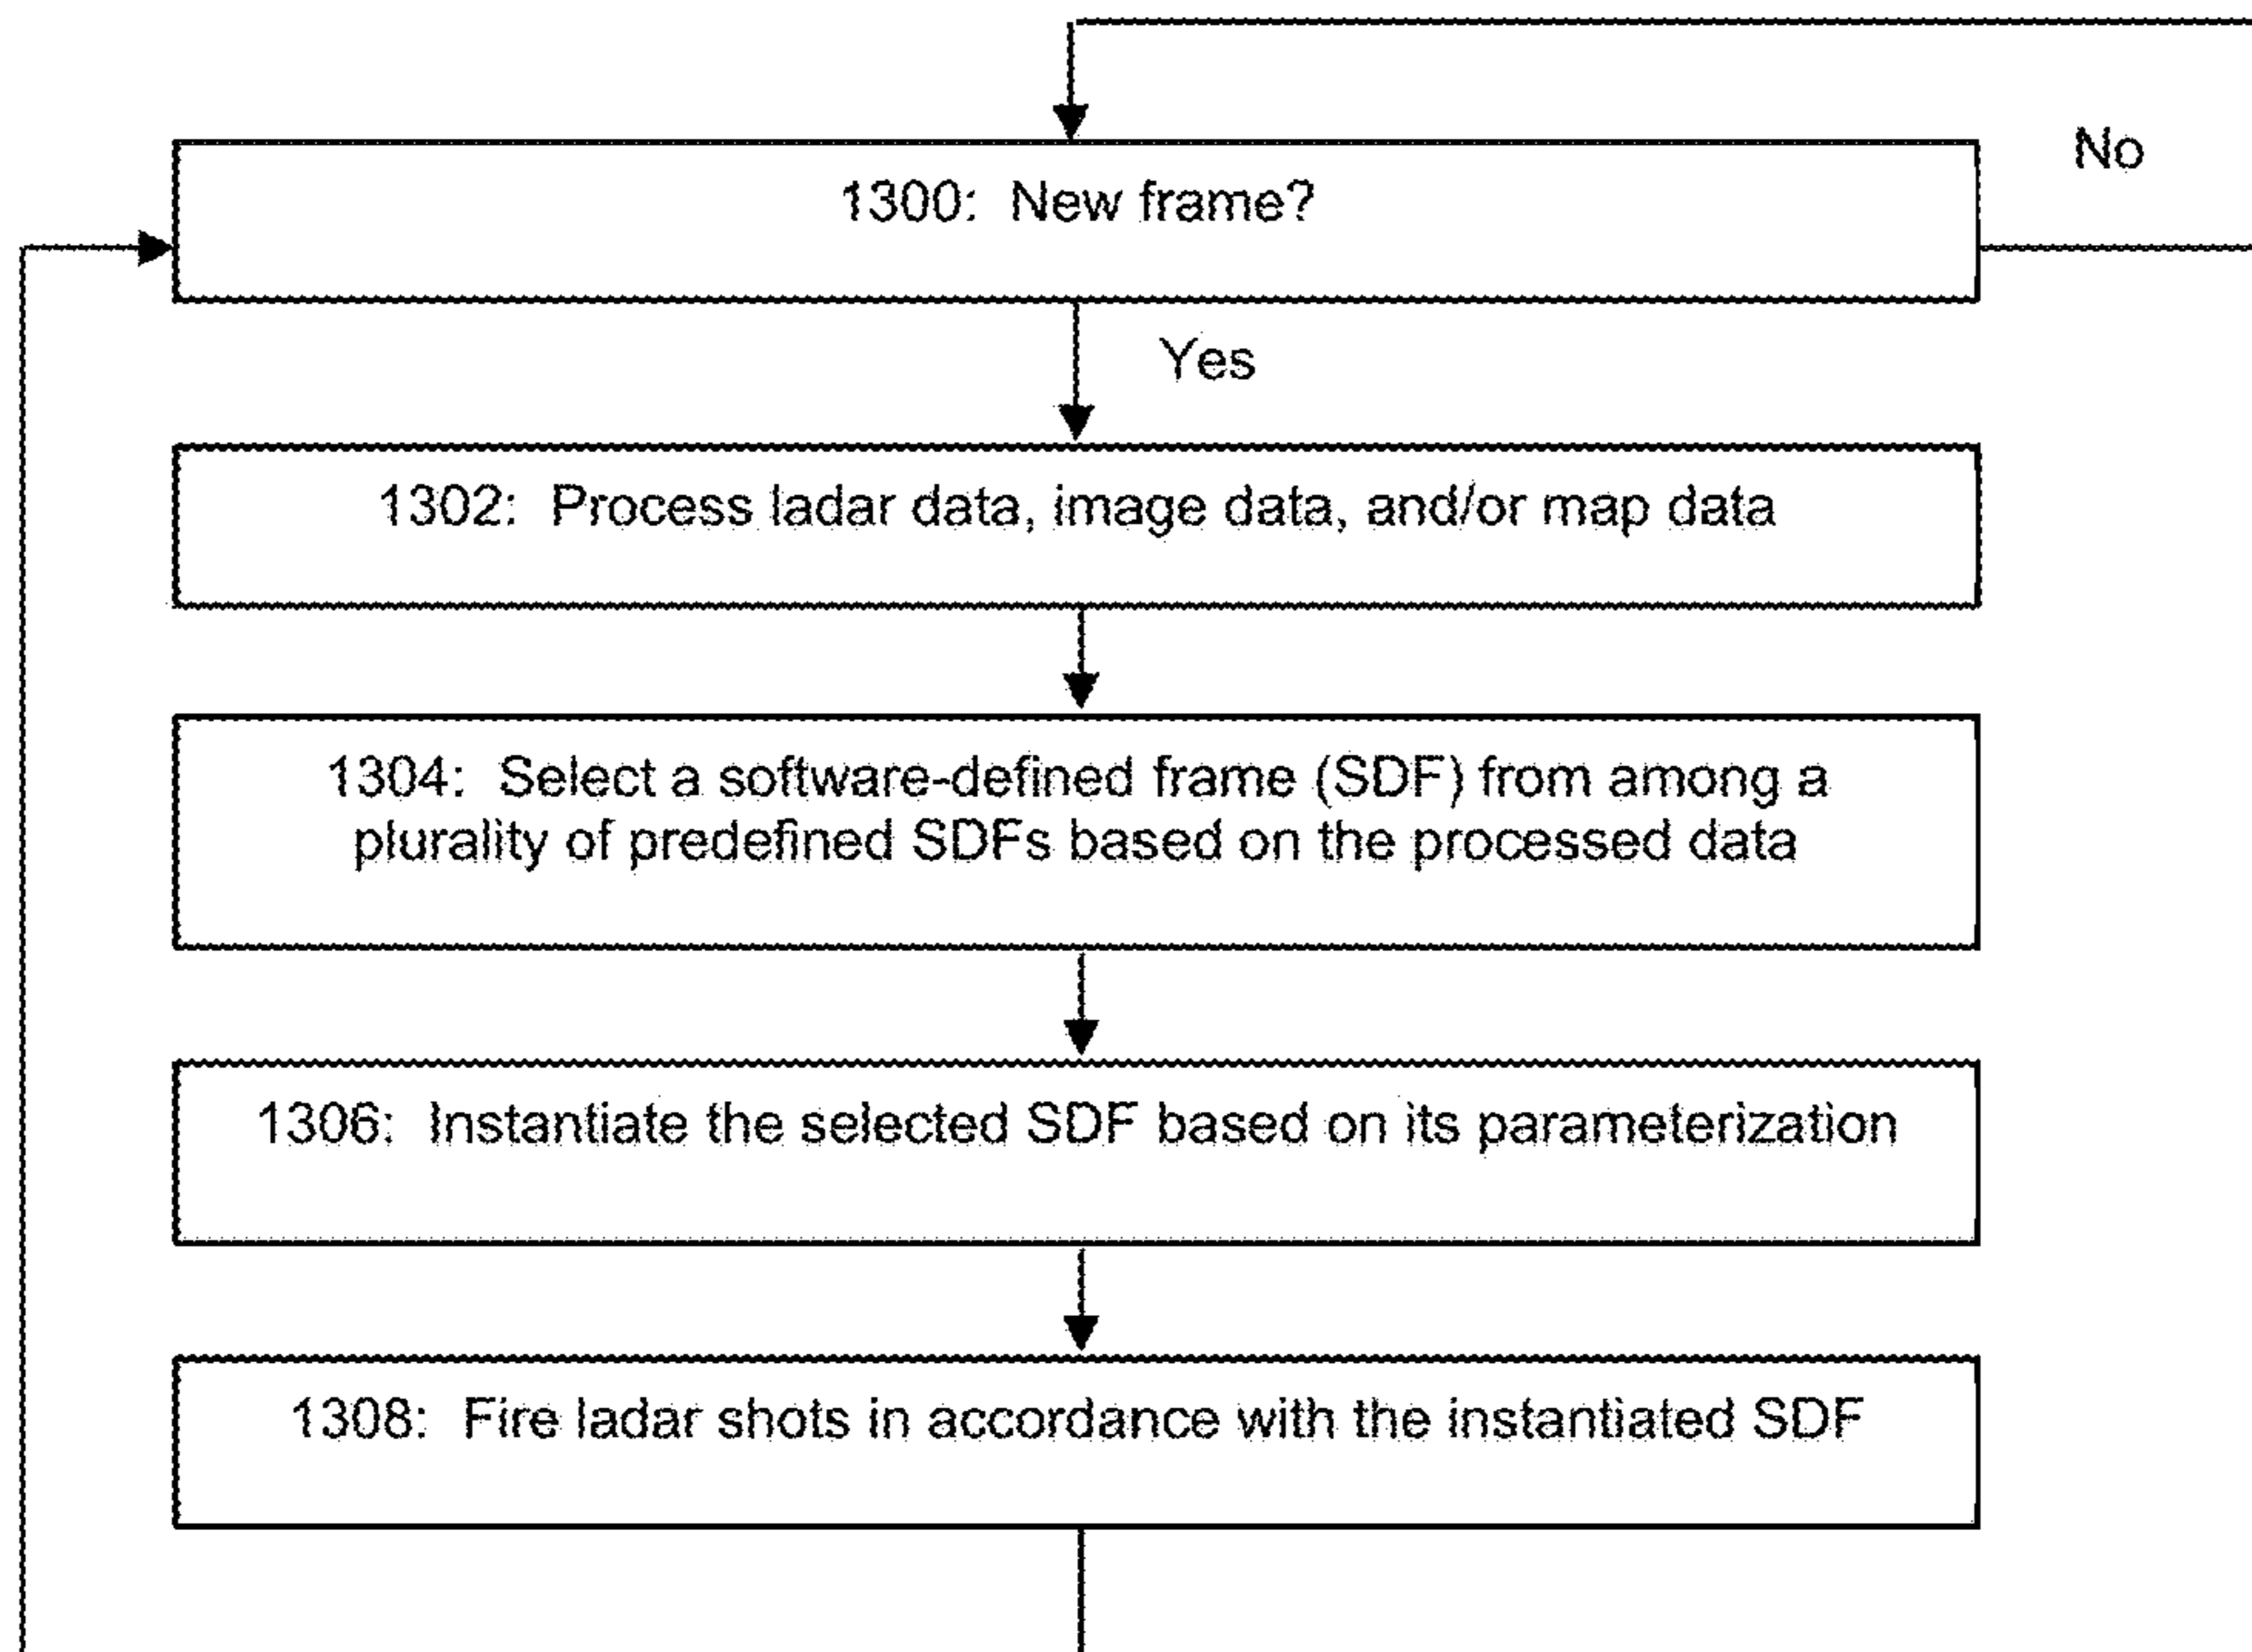 No
1300: New frame?
Yes
1302: Process ladar data, image data, and/or map data
1304: Select a software-defined frame (SDF) from among a
plurality of predefined SDFs based on the processed data
1306: Instantiate the selected SDF based on its parameterization
1308: Fire ladar shots in accordance with the instantiated SDF